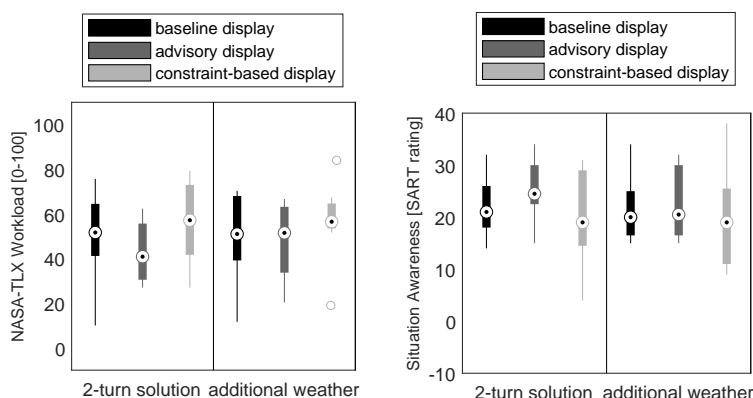 baseline display
advisory display
constraint-based display
NASA-TLX Workload [0-100]
100
80
60
40
20
0
2-turn solution additional weather
baseline display
advisory display
constraint-based display
Situation Awareness [SART rating]
40
30
20
10
0
-10
2-turn solution additional weather